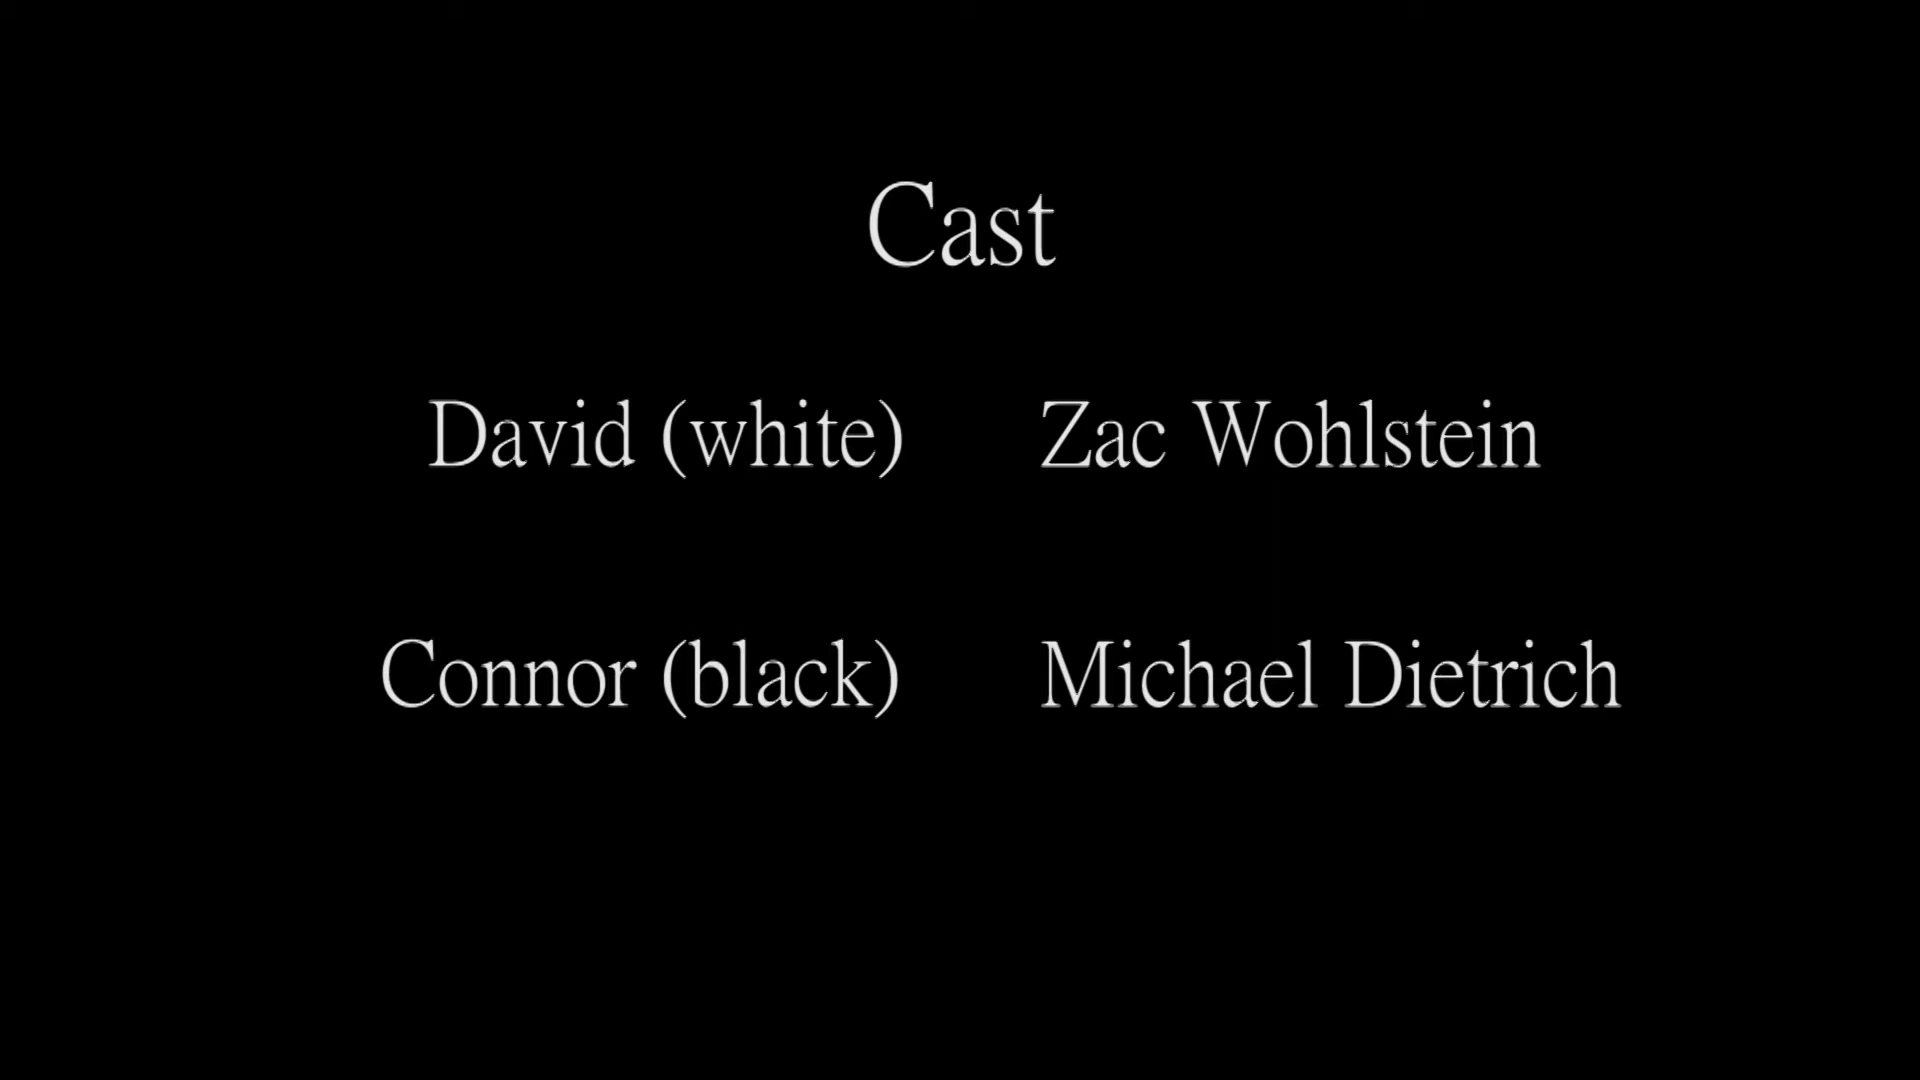 Cast
David (white) Zac Wohlstein
Connor (black) Michael Dietrich